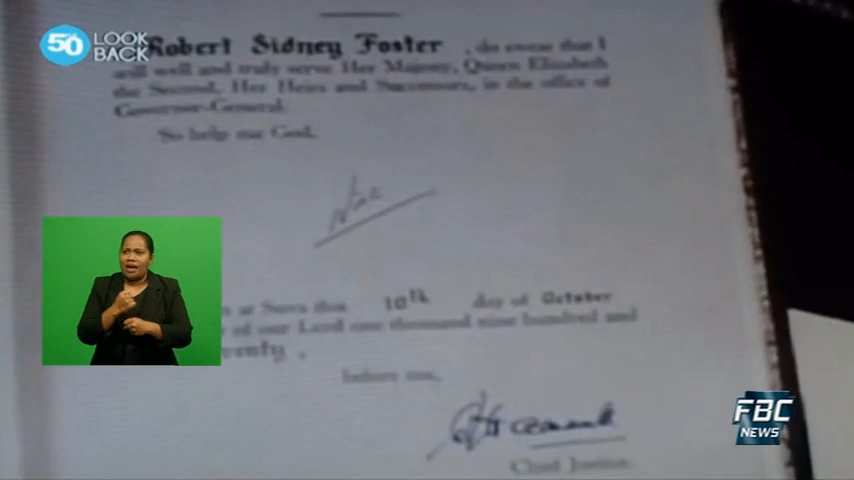 50 LOOK
BACK
Robert Sidney Foster, do swear that I
will well and truly serve Her Majesty, Queen Elizabeth
the Second, Her Heirs and Successors, in the office of
Governor-General.
So help me God.
at Suva this 10th day of October
of our Lord one thousand nine hundred and
before me,
Chief Justice.
FBC
NEWS